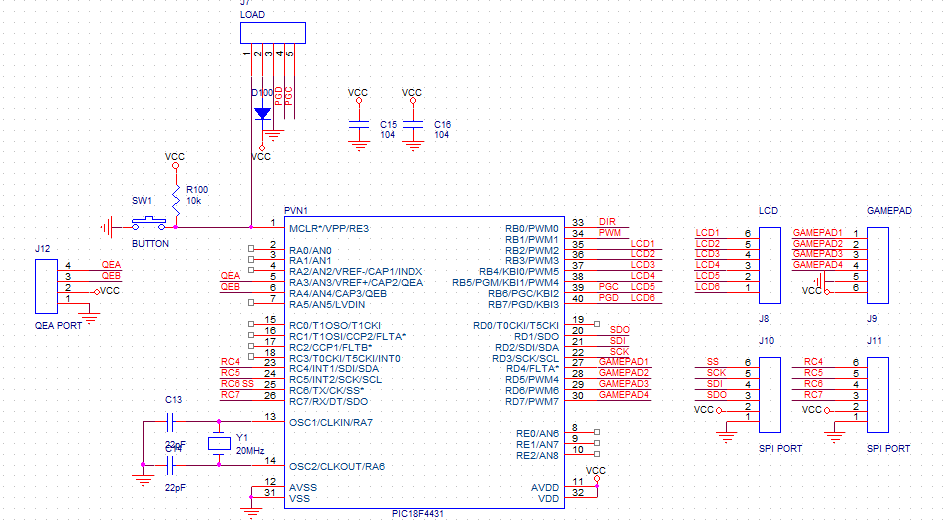 J7
LOAD
1 2 3 4 5
D100
PGD
PGC
VCC
VCC VCC
C15
104
C16
104
VCC
R100
10k
SW1
BUTTON
PVN1
J12
4 QEA
3 QEB
2 VCC
1
QEA PORT
1 MCLR*/VPP/RE3
2 RA0/AN0
3 RA1/AN1
4 RA2/AN2/VREF-/CAP1/INDX
QEA 5 RA3/AN3/VREF+/CAP2/QEA
QEB 6 RA4/AN4/CAP3/QEB
7 RA5/AN5/LVDIN
15 RC0/T1OSO/T1CKI
16 RC1/T1OSI/CCP2/FLTA*
17 RC2/CCP1/FLTB*
18 RC3/T0CKI/T5CKI/INT0
RC4 23 RC4/INT1/SDI/SDA
RC5 24 RC5/INT2/SCK/SCL
RC6 SS 25 RC6/TX/CK/SS*
RC7 26 RC7/RX/DT/SDO
13 OSC1/CLKIN/RA7
14 OSC2/CLKOUT/RA6
12 AVSS
31 VSS
C13
22pF
C14
22pF
Y1
20MHz
RB0/PWM0 33 DIR
RB1/PWM1 34 PWM
RB2/PWM2 35 LCD1
RB3/PWM3 36 LCD2
RB4/KBI0/PWM5 37 LCD3
RB5/PGM/KBI1/PWM4 38 LCD4
RB6/PGC/KBI2 39 PGC LCD5
RB7/PGD/KBI3 40 PGD LCD6
RD0/T0CKI/T5CKI 19
RD1/SDO 20 SDO
RD2/SDI/SDA 21 SDI
RD3/SCK/SCL 22 SCK
RD4/FLTA* 27 GAMEPAD1
RD5/PWM4 28 GAMEPAD2
RD6/PWM6 29 GAMEPAD3
RD7/PWM7 30 GAMEPAD4
RE0/AN6 8
RE1/AN7 9
RE2/AN8 10
VCC
AVDD 11
VDD 32
PIC18F4431
LCD
LCD1 6
LCD2 5
LCD3 4
LCD4 3
LCD5 2
LCD6 1
J8
GAMEPAD
GAMEPAD1 1
GAMEPAD2 2
GAMEPAD3 3
GAMEPAD4 4
5
VCC 6
J9
J10
SS 6
SCK 5
SDI 4
SDO 3
VCC 2
1
SPI PORT
J11
RC4 6
RC5 5
RC6 4
RC7 3
VCC 2
1
SPI PORT